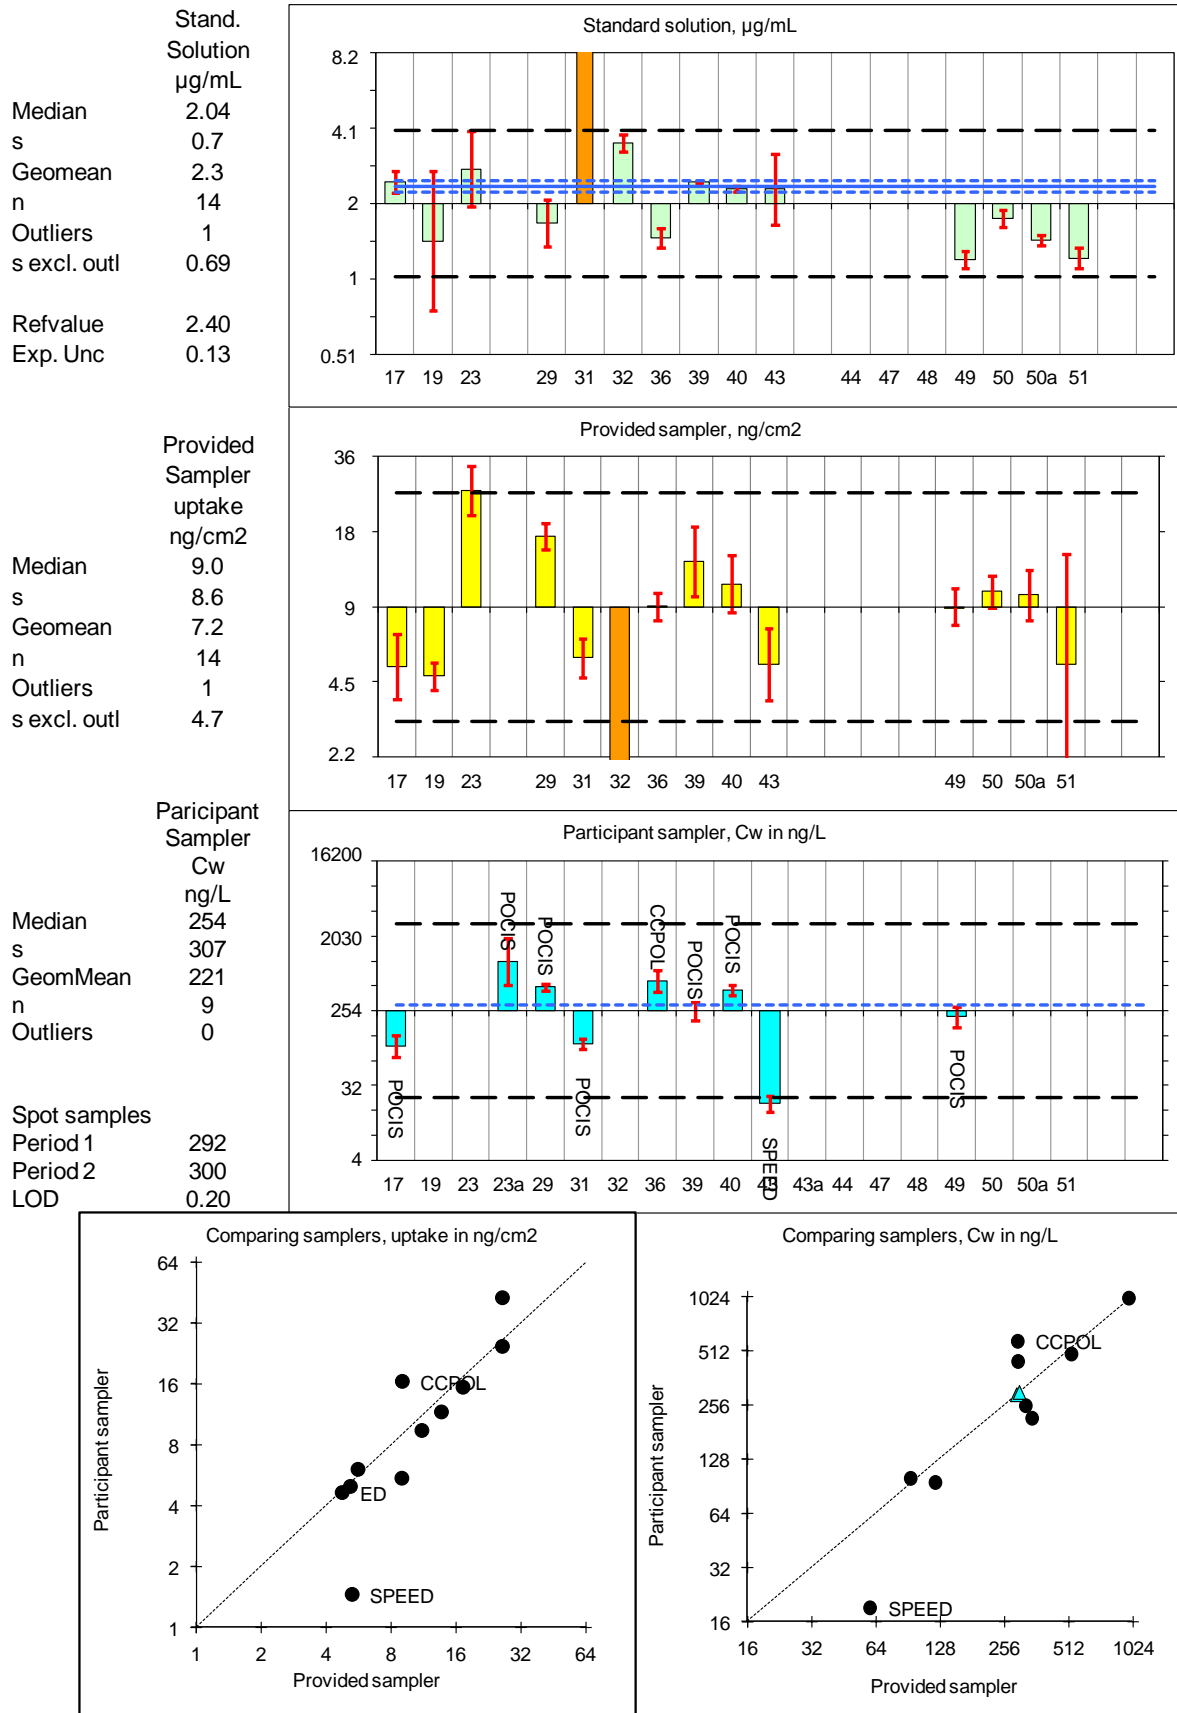 Stand.
Solution
µg/mL
Median 2.04
s 0.7
Geomean 2.3
n 14
Outliers 1
s excl. outl 0.69
Refvalue 2.40
Exp. Unc 0.13
Standard solution, µg/mL
8.2
4.1
2
1
0.51
17 19 23 29 31 32 36 39 40 43 44 47 48 49 50 50a 51
Provided
Sampler
uptake
ng/cm2
Median 9.0
s 8.6
Geomean 7.2
n 14
Outliers 1
s excl. outl 4.7
Provided sampler, ng/cm2
36
18
9
4.5
2.2
17 19 23 29 31 32 36 39 40 43 49 50 50a 51
Paricipant
Sampler
Cw
ng/L
Median 254
s 307
GeomMean 221
n 9
Outliers 0
Spot samples
Period 1 292
Period 2 300
LOD 0.20
Participant sampler, Cw in ng/L
16200
2030
254
32
4
POCIS
POCIS
POCIS
POCIS
CCPOL
POCIS
POCIS
SPEED
POCIS
17 19 23 23a 29 31 32 36 39 40 43 43a 44 47 48 49 50 50a 51
Comparing samplers, uptake in ng/cm2
64
32
16
8
4
2
1
Participant sampler
CCPOL
ED
SPEED
1 2 4 8 16 32 64
Provided sampler
Comparing samplers, Cw in ng/L
1024
512
256
128
64
32
16
Participant sampler
CCPOL
SPEED
16 32 64 128 256 512 1024
Provided sampler